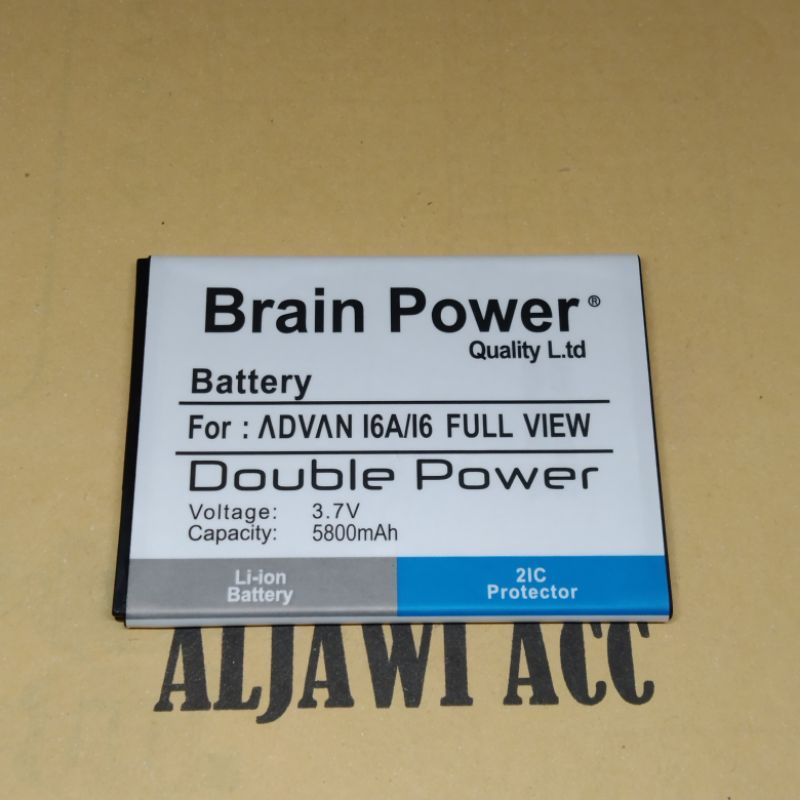 Brain Power®
Quality L.td
Battery
For : ADVAN I6A/I6 FULL VIEW
Double Power
Voltage: 3.7V
Capacity: 5800mAh
Li-ion Battery
2IC Protector
ALJAWI ACC